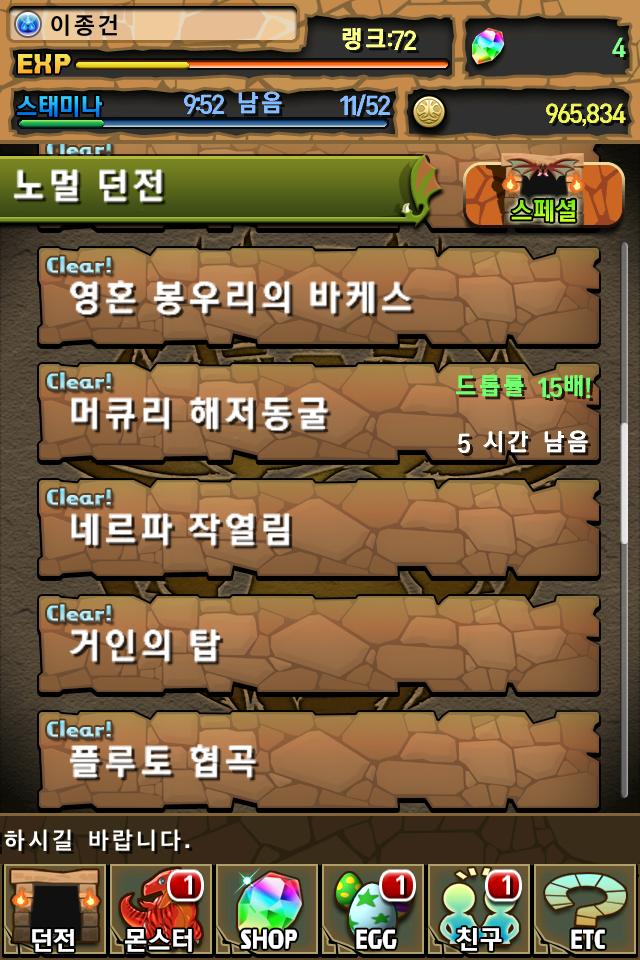 이종건
랭크:72
4
EXP
스태미나 9:52 남음 11/52
965,834
Clear!
노멀 던전
스페셜
Clear!
영혼 봉우리의 바케스
Clear!
드롭률 1.5배!
머큐리 해저동굴
5 시간 남음
Clear!
네르파 작열림
Clear!
거인의 탑
Clear!
플루토 협곡
하시길 바랍니다.
1 1 1
던전 몬스터 SHOP EGG 친구 ETC